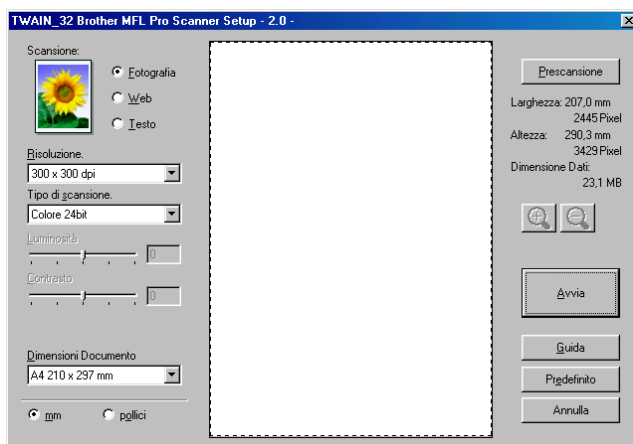 TWAIN_32 Brother MFL Pro Scanner Setup - 2.0 -
Scansione:
Fotografia
Web
Testo
Risoluzione.
300 x 300 dpi
Tipo di scansione.
Colore 24bit
Luminosità
0
Contrasto
0
Dimensioni Documento
A4 210 x 297 mm
mm
pollici
Prescansione
Larghezza: 207,0 mm
2445 Pixel
Altezza: 290,3 mm
3429 Pixel
Dimensione Dati:
23,1 MB
Avvia
Guida
Predefinito
Annulla